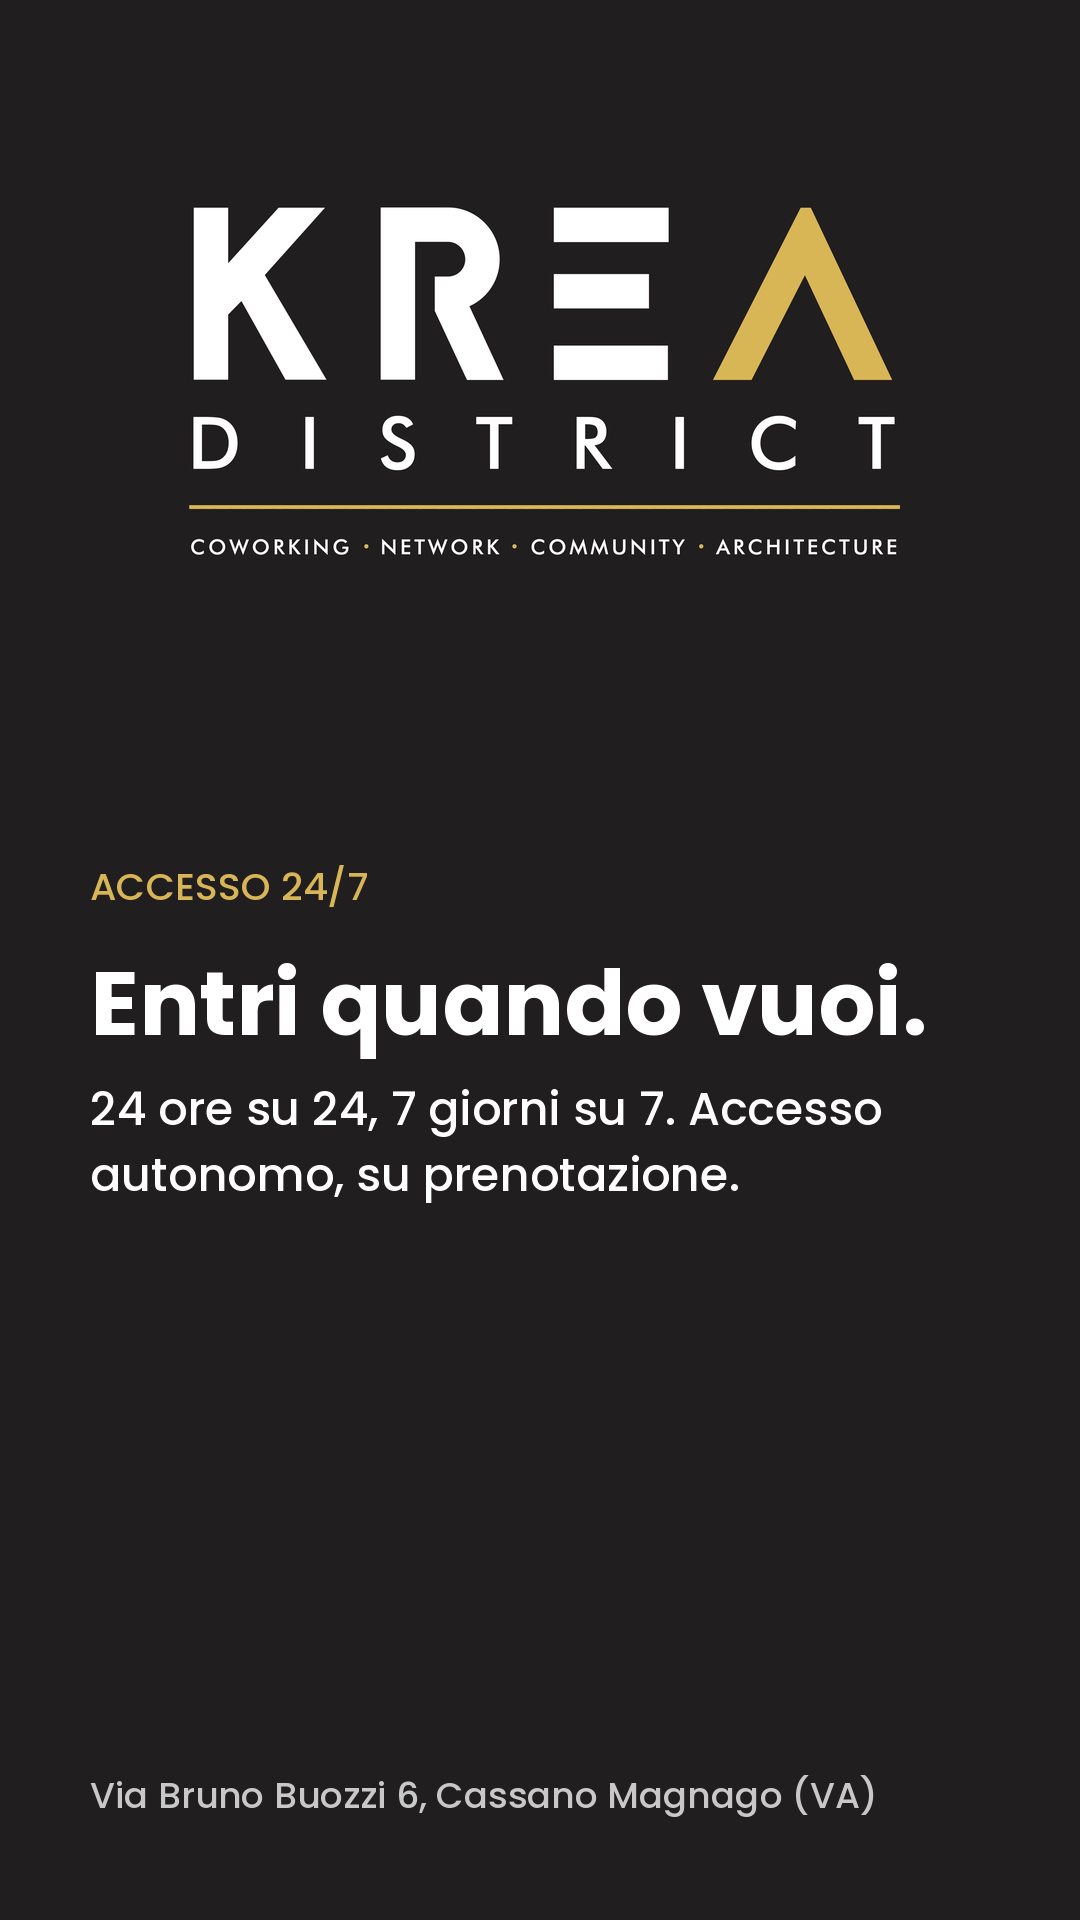 KREA
DISTRICT
COWORKING · NETWORK · COMMUNITY · ARCHITECTURE
ACCESSO 24/7
Entri quando vuoi.
24 ore su 24, 7 giorni su 7. Accesso
autonomo, su prenotazione.
Via Bruno Buozzi 6, Cassano Magnago (VA)